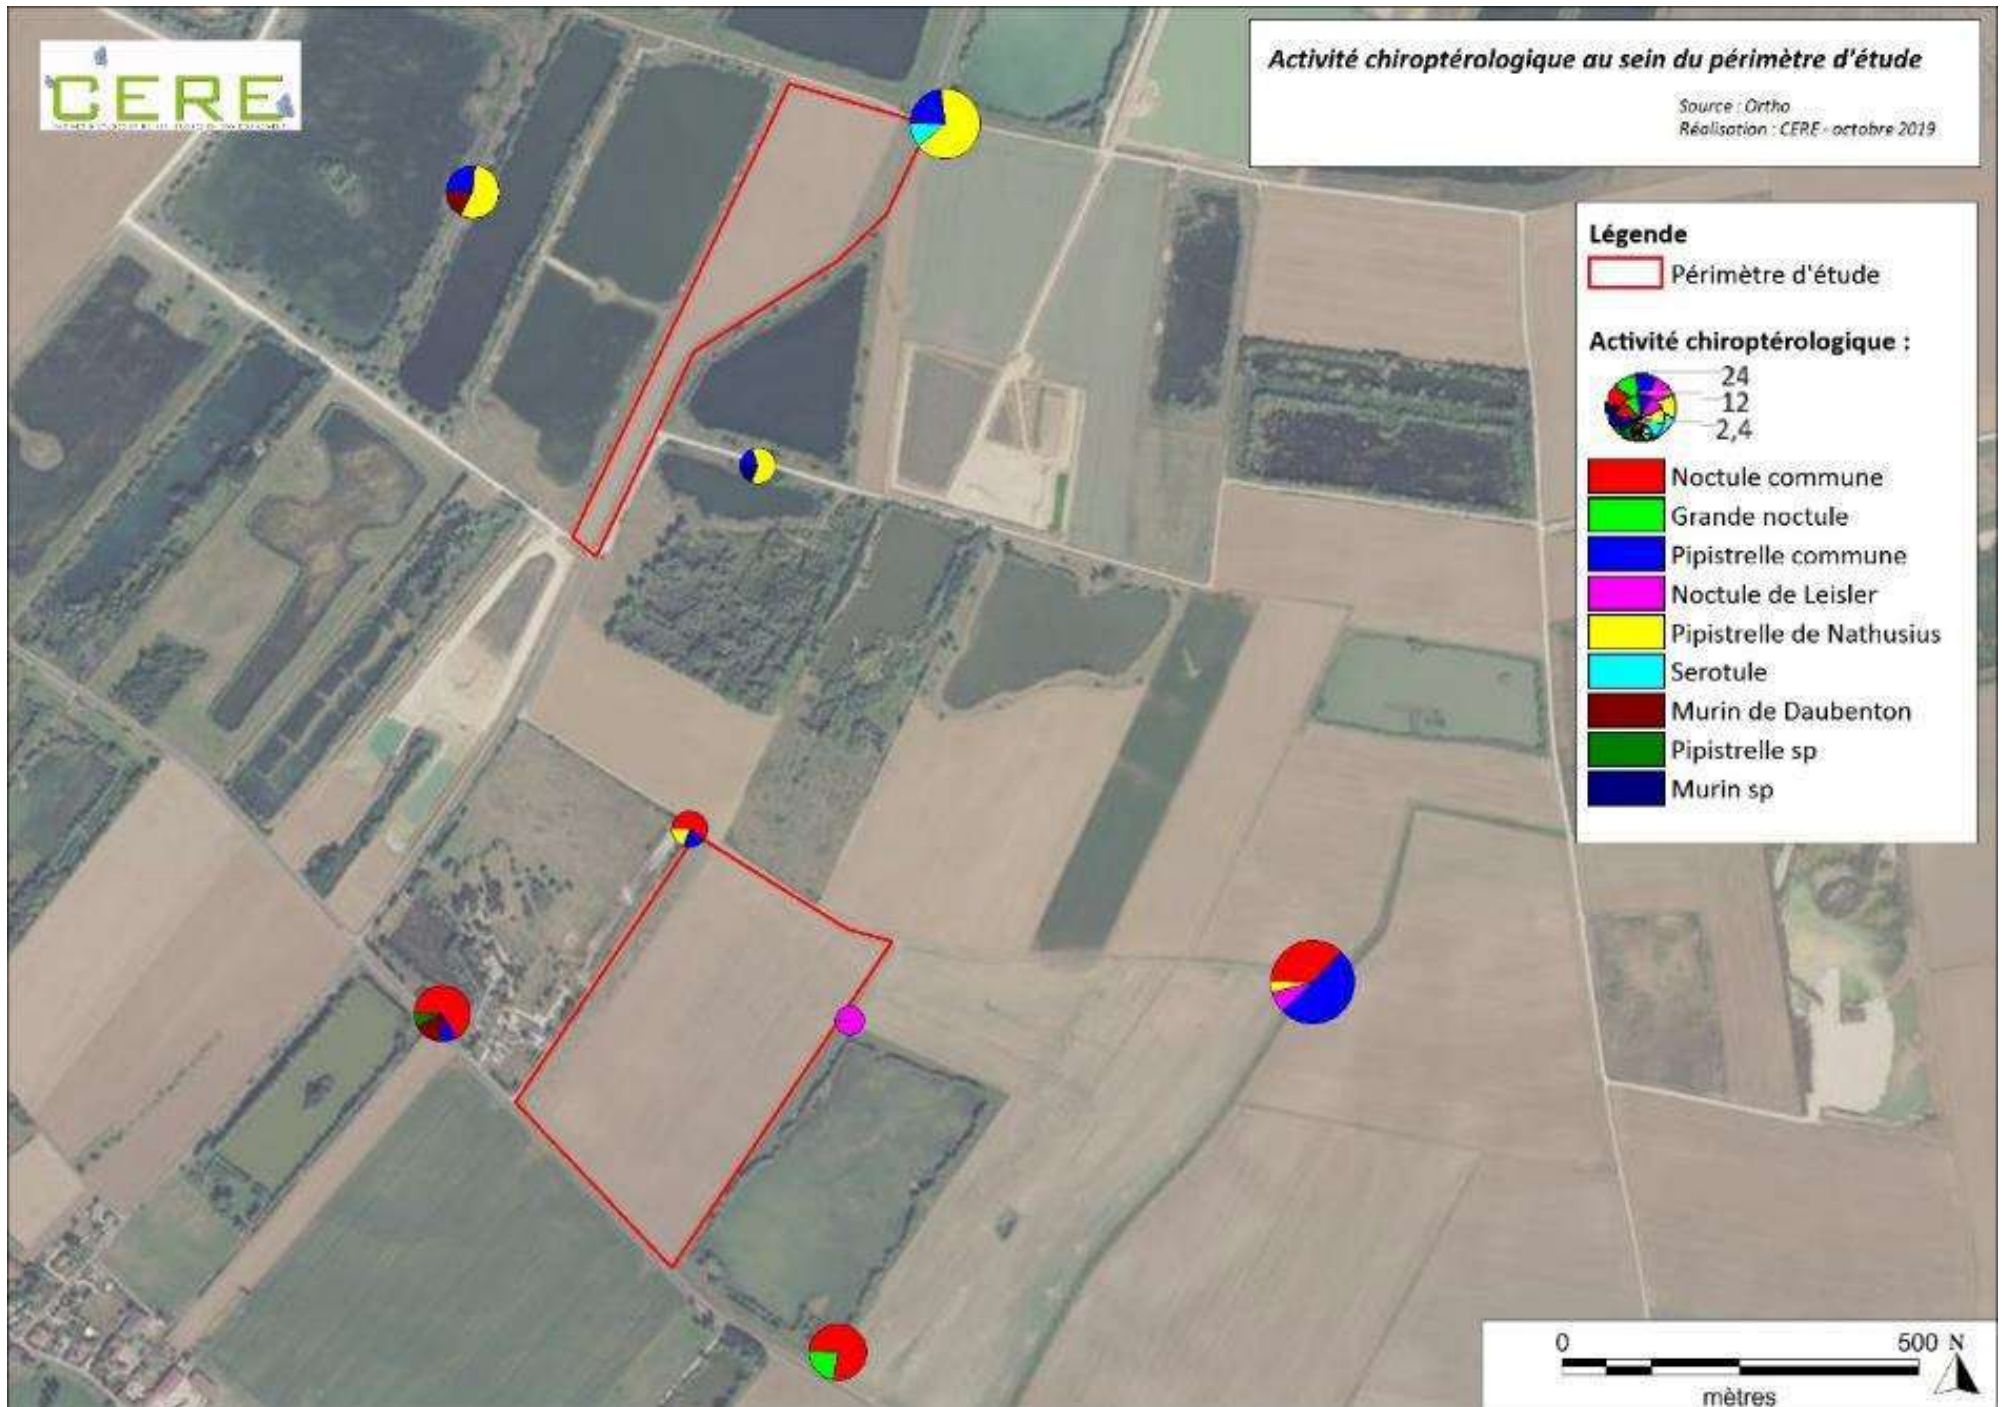 CERE
Activité chiroptérologique au sein du périmètre d'étude
Source : Ortho
Réalisation : CERE - octobre 2019
Légende
Périmètre d'étude
Activité chiroptérologique :
24
12
2,4
Noctule commune
Grande noctule
Pipistrelle commune
Noctule de Leisler
Pipistrelle de Nathusius
Serotule
Murin de Daubenton
Pipistrelle sp
Murin sp
0 500 N
mètres